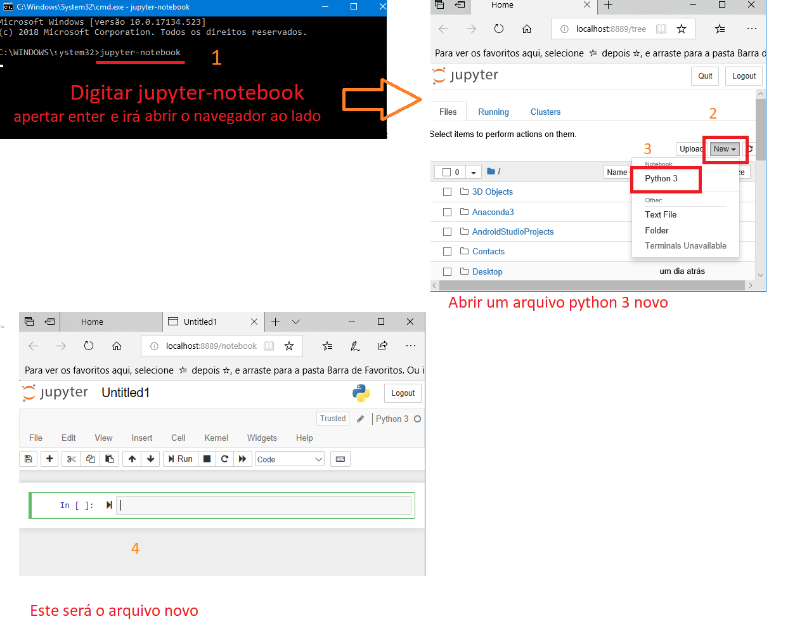 C:\Windows\System32\cmd.exe - jupyter-notebook
Microsoft Windows [versão 10.0.17134.523]
(c) 2018 Microsoft Corporation. Todos os direitos reservados.
C:\WINDOWS\system32>jupyter-notebook
1
Digitar jupyter-notebook
apertar enter e irá abrir o navegador ao lado
Home
localhost:8889/tree
Para ver os favoritos aqui, selecione depois ☆, e arraste para a pasta Barra d
jupyter
Quit Logout
Files Running Clusters
2
Select items to perform actions on them.
3
Upload New
0 / Name
Notebook:
Python 3
Other:
Text File
Folder
Terminals Unavailable
3D Objects
Anaconda3
AndroidStudioProjects
Contacts
Desktop um dia atrás
Abrir um arquivo python 3 novo
Home Untitled1
localhost:8889/notebook
Para ver os favoritos aqui, selecione depois ☆, e arraste para a pasta Barra de Favoritos. Ou i
jupyter Untitled1 Logout
Trusted Python 3
File Edit View Insert Cell Kernel Widgets Help
Run Code
In [ ]:
4
Este será o arquivo novo